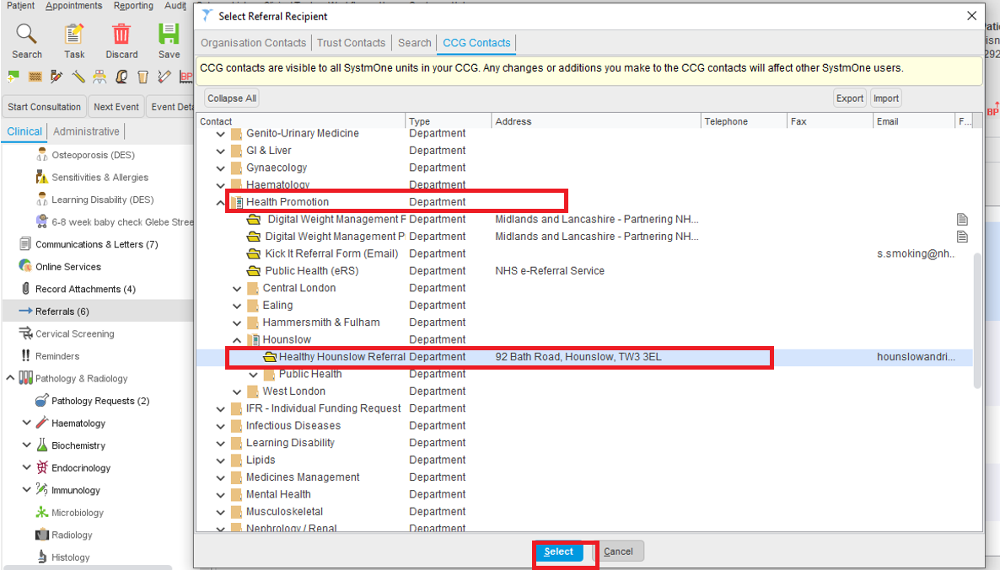 Patient Appointments Reporting Audit
Search Task Discard Save
Start Consultation Next Event Event Deta
Clinical Administrative
Osteoporosis (DES)
Sensitivities & Allergies
Learning Disability (DES)
6-8 week baby check Glebe Stree
Communications & Letters (7)
Online Services
Record Attachments (4)
Referrals (6)
Cervical Screening
Reminders
Pathology & Radiology
Pathology Requests (2)
Haematology
Biochemistry
Endocrinology
Immunology
Microbiology
Radiology
Histology
Select Referral Recipient
Organisation Contacts Trust Contacts Search CCG Contacts
CCG contacts are visible to all SystmOne units in your CCG. Any changes or additions you make to the CCG contacts will affect other SystmOne users.
Collapse All Export Import
Contact Type Address Telephone Fax Email F...
Genito-Urinary Medicine Department
GI & Liver Department
Gynaecology Department
Haematology Department
Health Promotion Department
Digital Weight Management F Department Midlands and Lancashire - Partnering NH...
Digital Weight Management P Department Midlands and Lancashire - Partnering NH...
Kick It Referral Form (Email) Department s.smoking@nh..
Public Health (eRS) Department NHS e-Referral Service
Central London Department
Ealing Department
Hammersmith & Fulham Department
Hounslow Department
Healthy Hounslow Referral Department 92 Bath Road, Hounslow, TW3 3EL hounslowandri...
Public Health Department
West London Department
IFR - Individual Funding Request Department
Infectious Diseases Department
Learning Disability Department
Lipids Department
Medicines Management Department
Mental Health Department
Musculoskeletal Department
Nephrology / Renal Department
Select Cancel
BP
BP